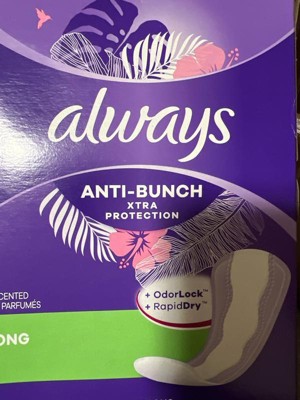 always
ANTI-BUNCH
XTRA
PROTECTION
+ OdorLock™
+ RapidDry™
CENTED
PARFUMÉS
ONG